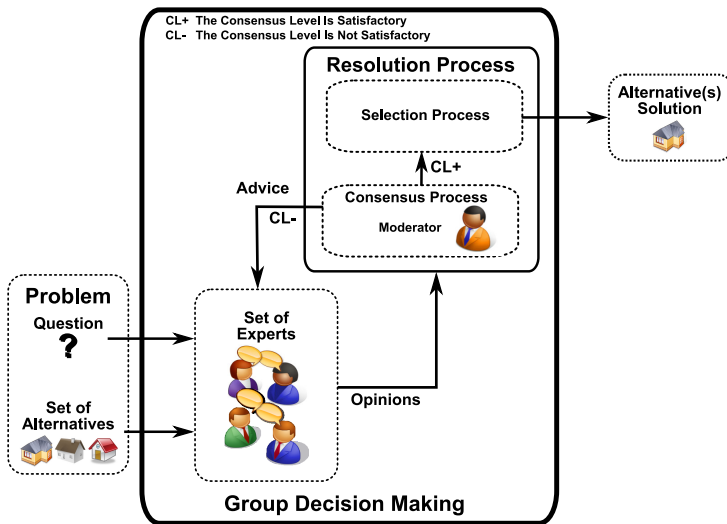 CL+ The Consensus Level Is Satisfactory
CL- The Consensus Level Is Not Satisfactory
Resolution Process
Selection Process
CL+
Consensus Process
Moderator
Alternative(s)
Solution
Advice
CL-
Problem
Question
?
Set of
Alternatives
Set of
Experts
Opinions
Group Decision Making